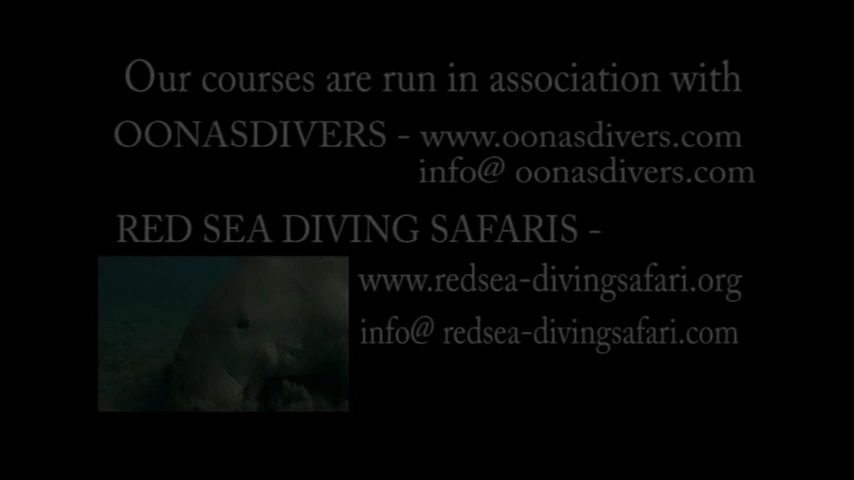 Our courses are run in association with
OONASDIVERS - www.oonasdivers.com
info@ oonasdivers.com
RED SEA DIVING SAFARIS -
www.redsea-divingsafari.org
info@ redsea-divingsafari.com